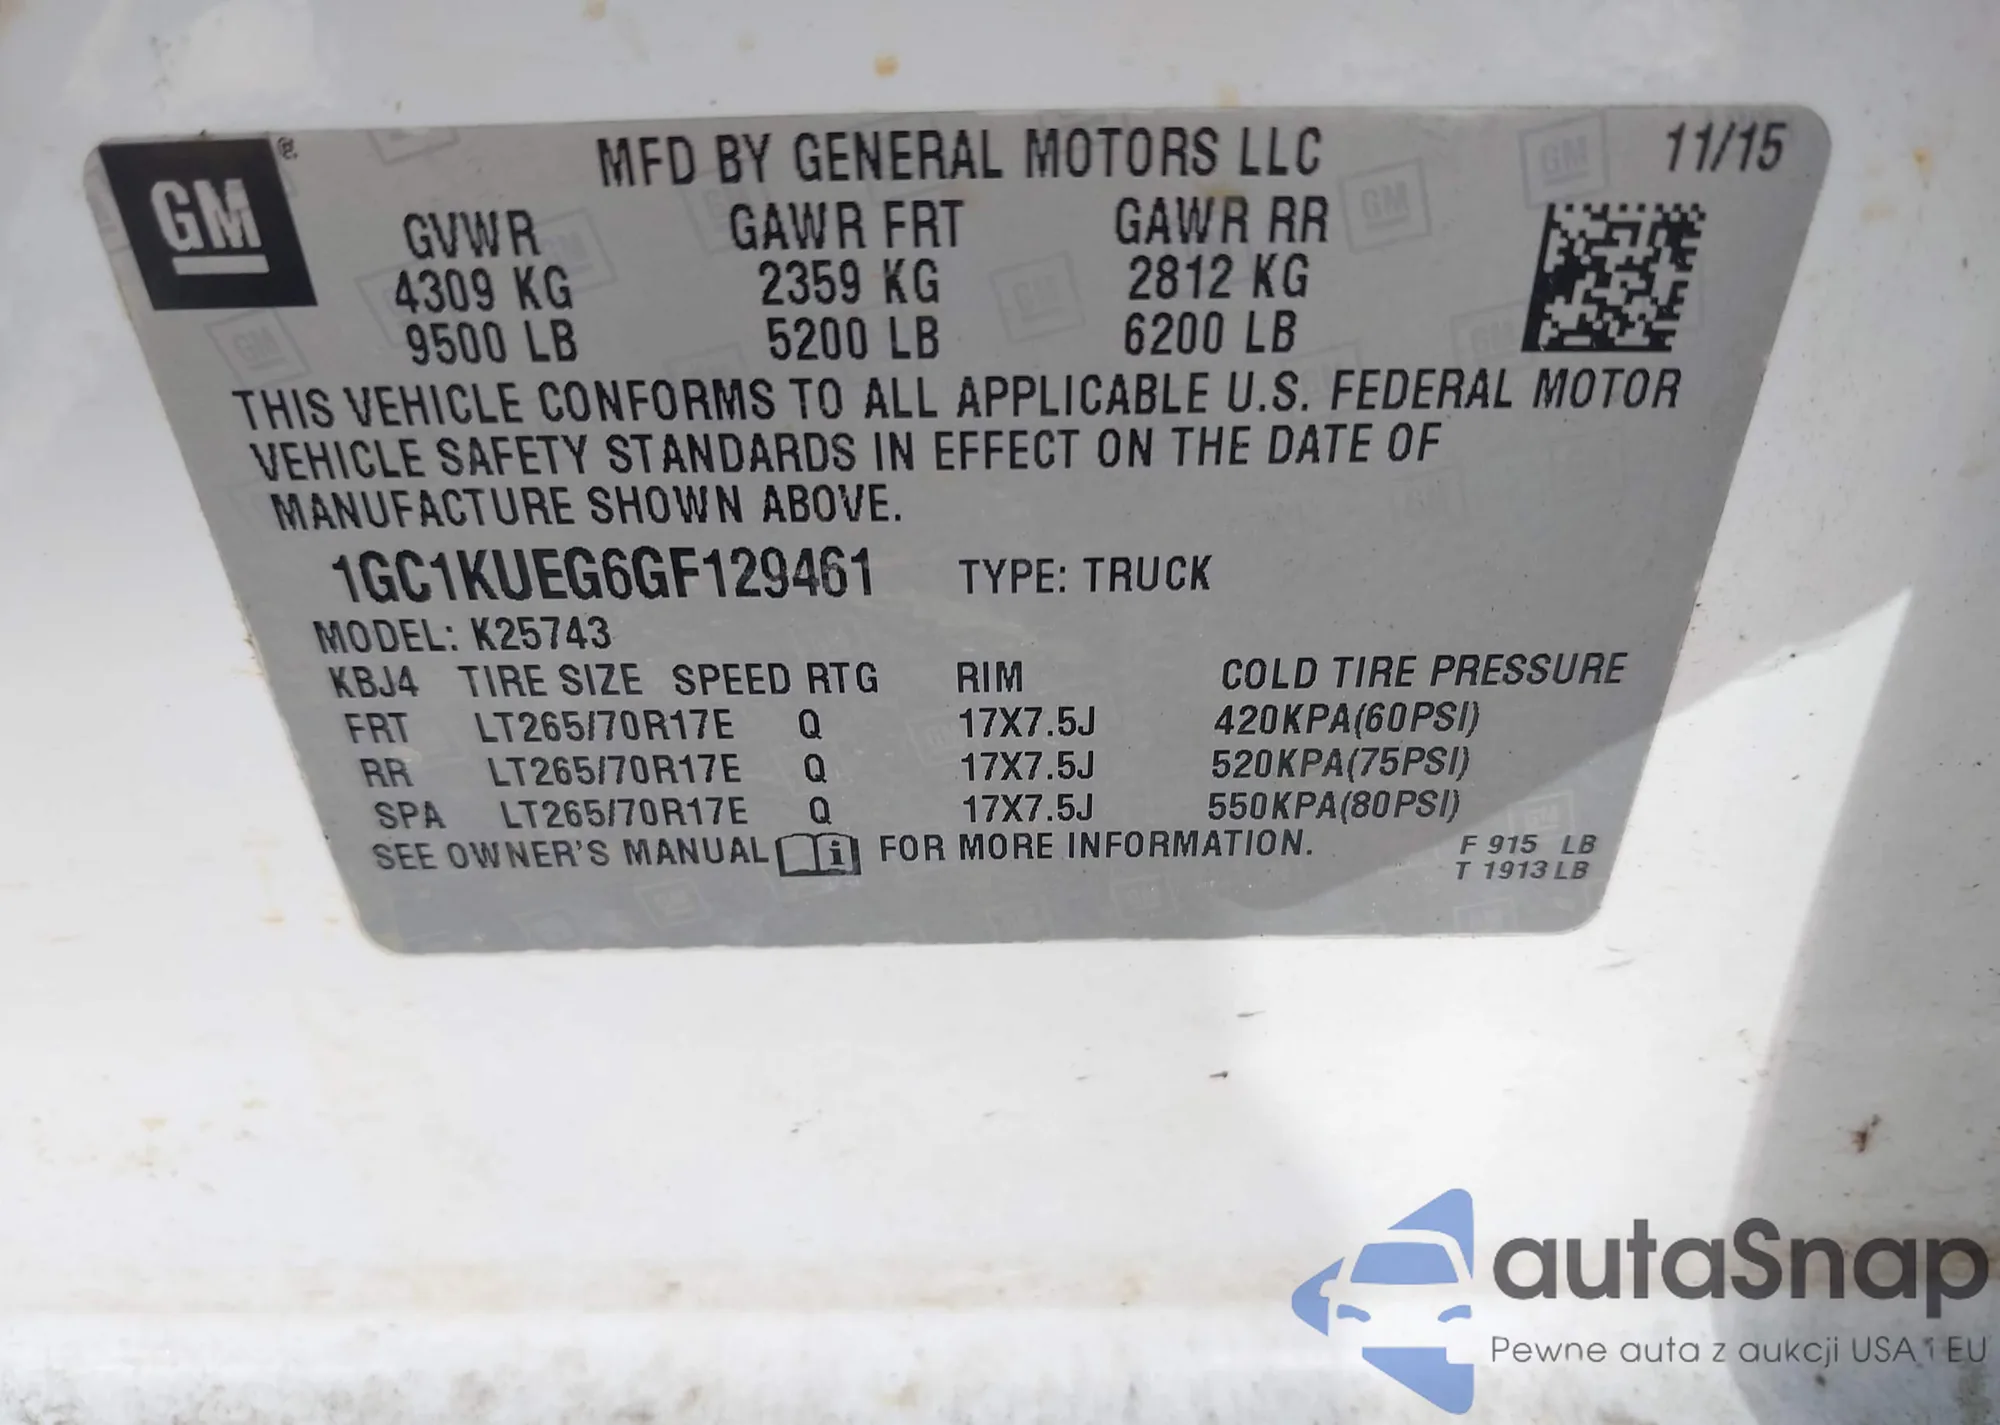 GM
MFD BY GENERAL MOTORS LLC 11/15
GVWR GAWR FRT GAWR RR
4309 KG 2359 KG 2812 KG
9500 LB 5200 LB 6200 LB
THIS VEHICLE CONFORMS TO ALL APPLICABLE U.S. FEDERAL MOTOR
VEHICLE SAFETY STANDARDS IN EFFECT ON THE DATE OF
MANUFACTURE SHOWN ABOVE.
1GC1KUEG6GF129461 TYPE: TRUCK
MODEL: K25743
KBJ4 TIRE SIZE SPEED RTG RIM COLD TIRE PRESSURE
FRT LT265/70R17E Q 17X7.5J 420KPA(60PSI)
RR LT265/70R17E Q 17X7.5J 520KPA(75PSI)
SPA LT265/70R17E Q 17X7.5J 550KPA(80PSI)
SEE OWNER'S MANUAL i FOR MORE INFORMATION.
F 915 LB
T 1913 LB
autaSnap
Pewne auta z aukcji USA i EU